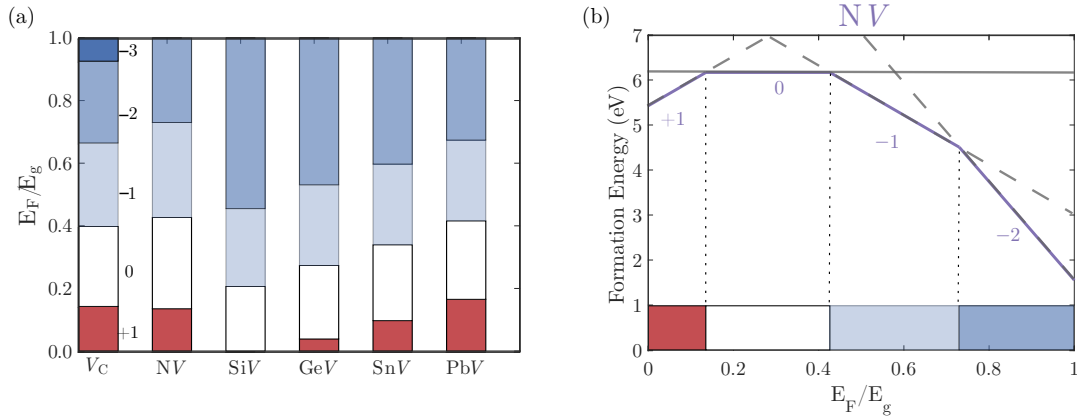 (a)
1.0
0.8
0.6
0.4
0.2
0.0
E_F/E_g
−3
−2
−1
0
+1
V_C
NV
SiV
GeV
SnV
PbV
(b)
NV
7
6
5
4
3
2
1
0
Formation Energy (eV)
+1
0
−1
−2
0
0.2
0.4
0.6
0.8
1
E_F/E_g